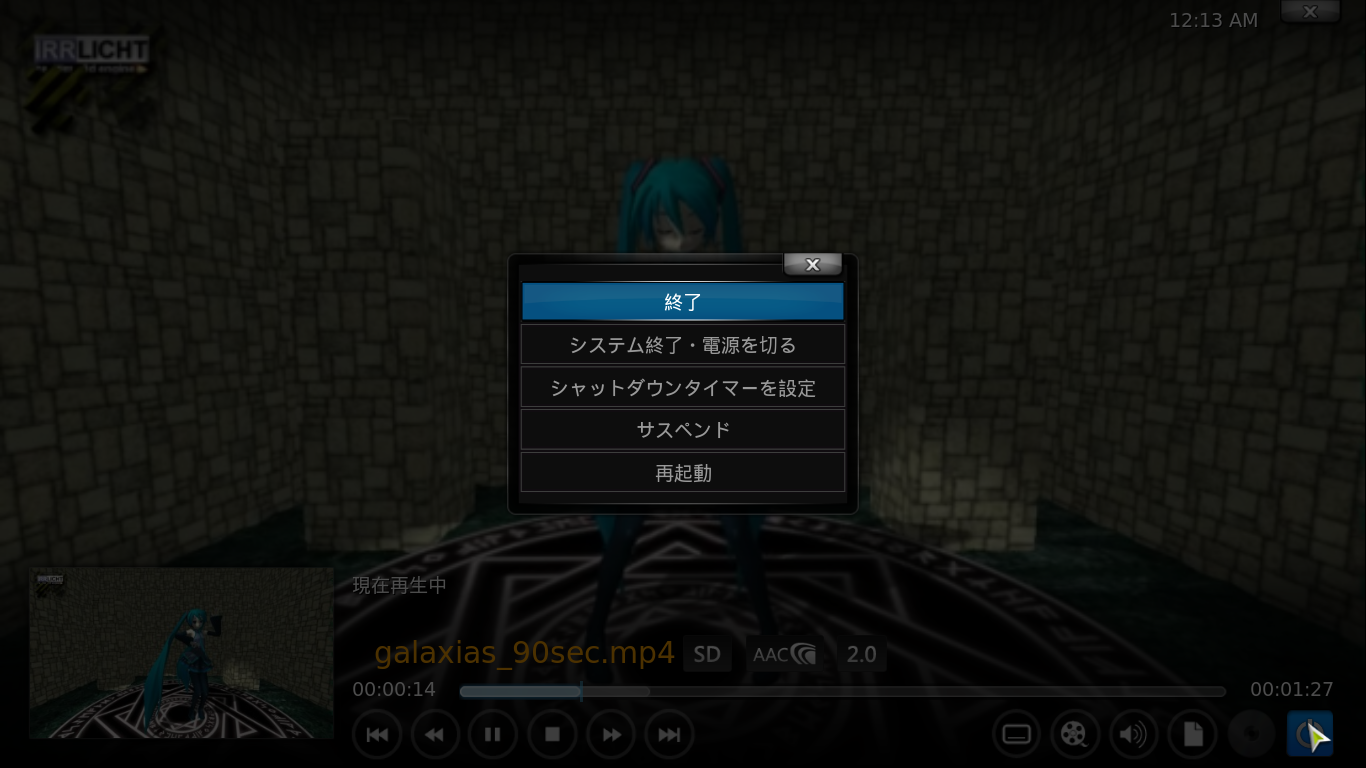 12:13 AM
IRRLICHT
x
終了
システム終了・電源を切る
シャットダウンタイマーを設定
サスペンド
再起動
現在再生中
galaxias_90sec.mp4 SD AAC 2.0
00:00:14 00:01:27